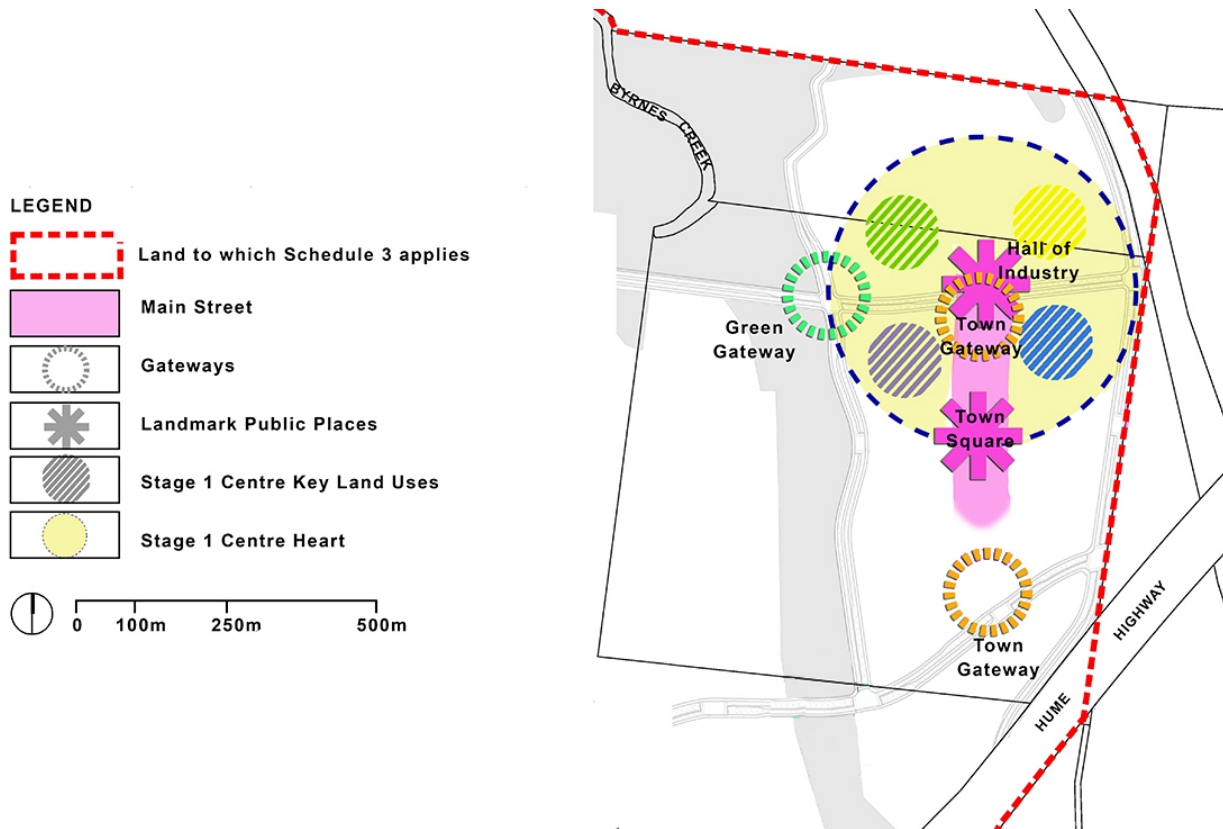 LEGEND
Land to which Schedule 3 applies
Main Street
Gateways
Landmark Public Places
Stage 1 Centre Key Land Uses
Stage 1 Centre Heart
0 100m 250m 500m
BYRNES CREEK
Hall of
Industry
Green
Gateway
Town
Gateway
Town
Square
Town
Gateway
HUME HIGHWAY